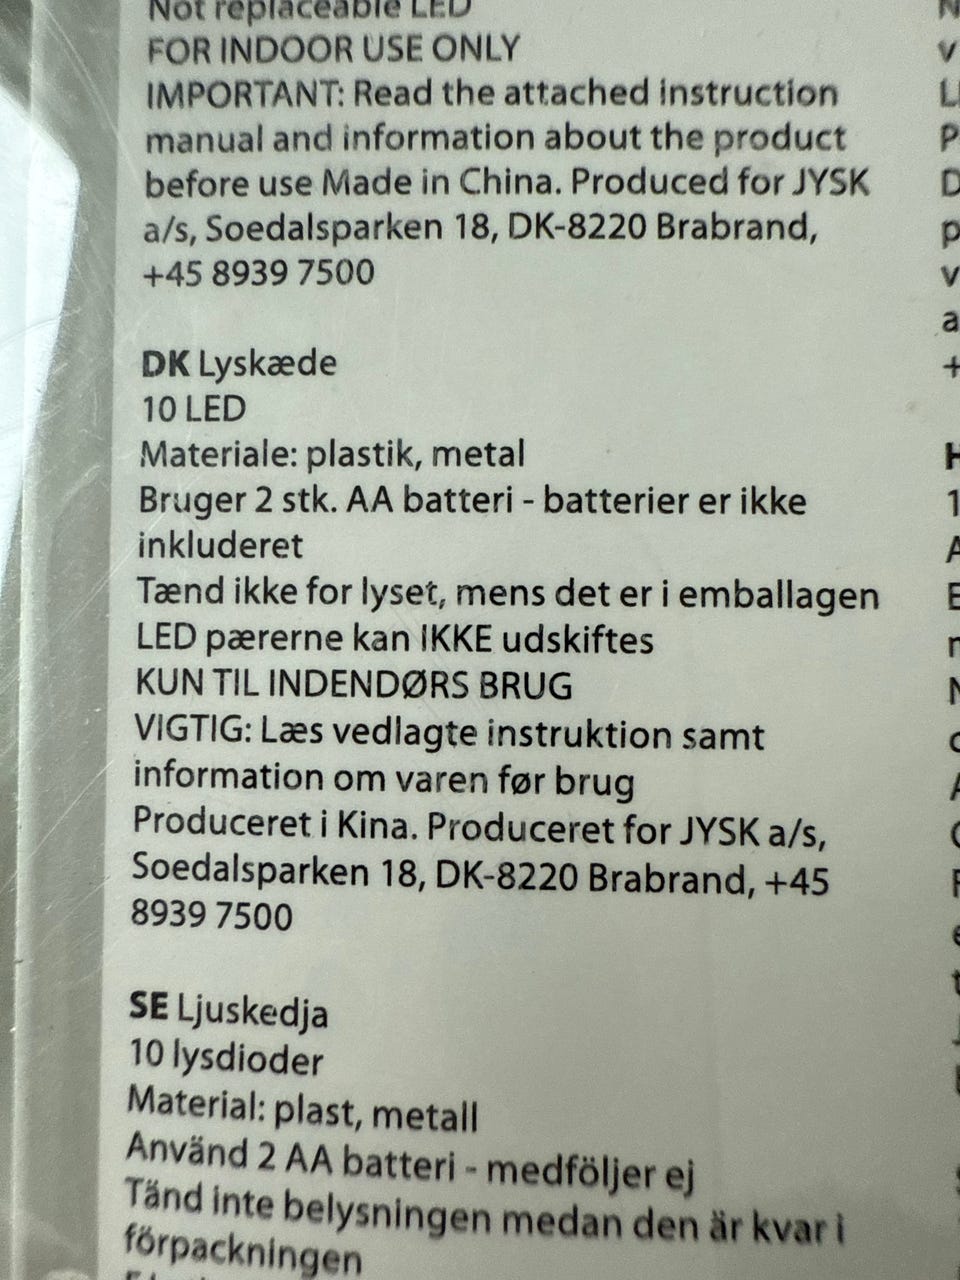 Not replaceable LED
FOR INDOOR USE ONLY
IMPORTANT: Read the attached instruction
manual and information about the product
before use Made in China. Produced for JYSK
a/s, Soedalsparken 18, DK-8220 Brabrand,
+45 8939 7500
DK Lyskæde
10 LED
Materiale: plastik, metal
Bruger 2 stk. AA batteri - batterier er ikke
inkluderet
Tænd ikke for lyset, mens det er i emballagen
LED pærerne kan IKKE udskiftes
KUN TIL INDENDØRS BRUG
VIGTIG: Læs vedlagte instruktion samt
information om varen før brug
Produceret i Kina. Produceret for JYSK a/s,
Soedalsparken 18, DK-8220 Brabrand, +45
8939 7500
SE Ljuskedja
10 lysdioder
Material: plast, metall
Använd 2 AA batteri - medföljer ej
Tänd inte belysningen medan den är kvar i
förpackningen